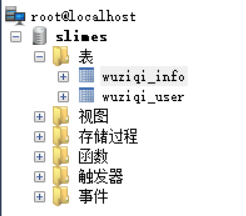 root@localhost
slimes
表
wuziqi_info
wuziqi_user
视图
存储过程
函数
触发器
事件